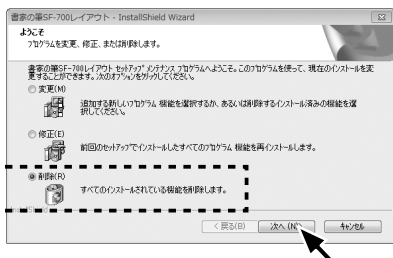 書家の筆SF-700レイアウト - InstallShield Wizard
ようこそ
プログラムを変更、修正、または削除します。
書家の筆SF-700レイアウト セットアップ メンテナンス プログラムへようこそ。このプログラムを使って、現在のインストールを変
更することができます。次のオプションをクリックしてください。
変更(M)
追加する新しいプログラム 機能を選択するか、あるいは削除するインストール済みの機能を選
択してください。
修正(E)
前回のセットアップでインストールしたすべてのプログラム 機能を再インストールします。
削除(R)
すべてのインストールされている機能を削除します。
< 戻る(B)
次へ (N)
キャンセル